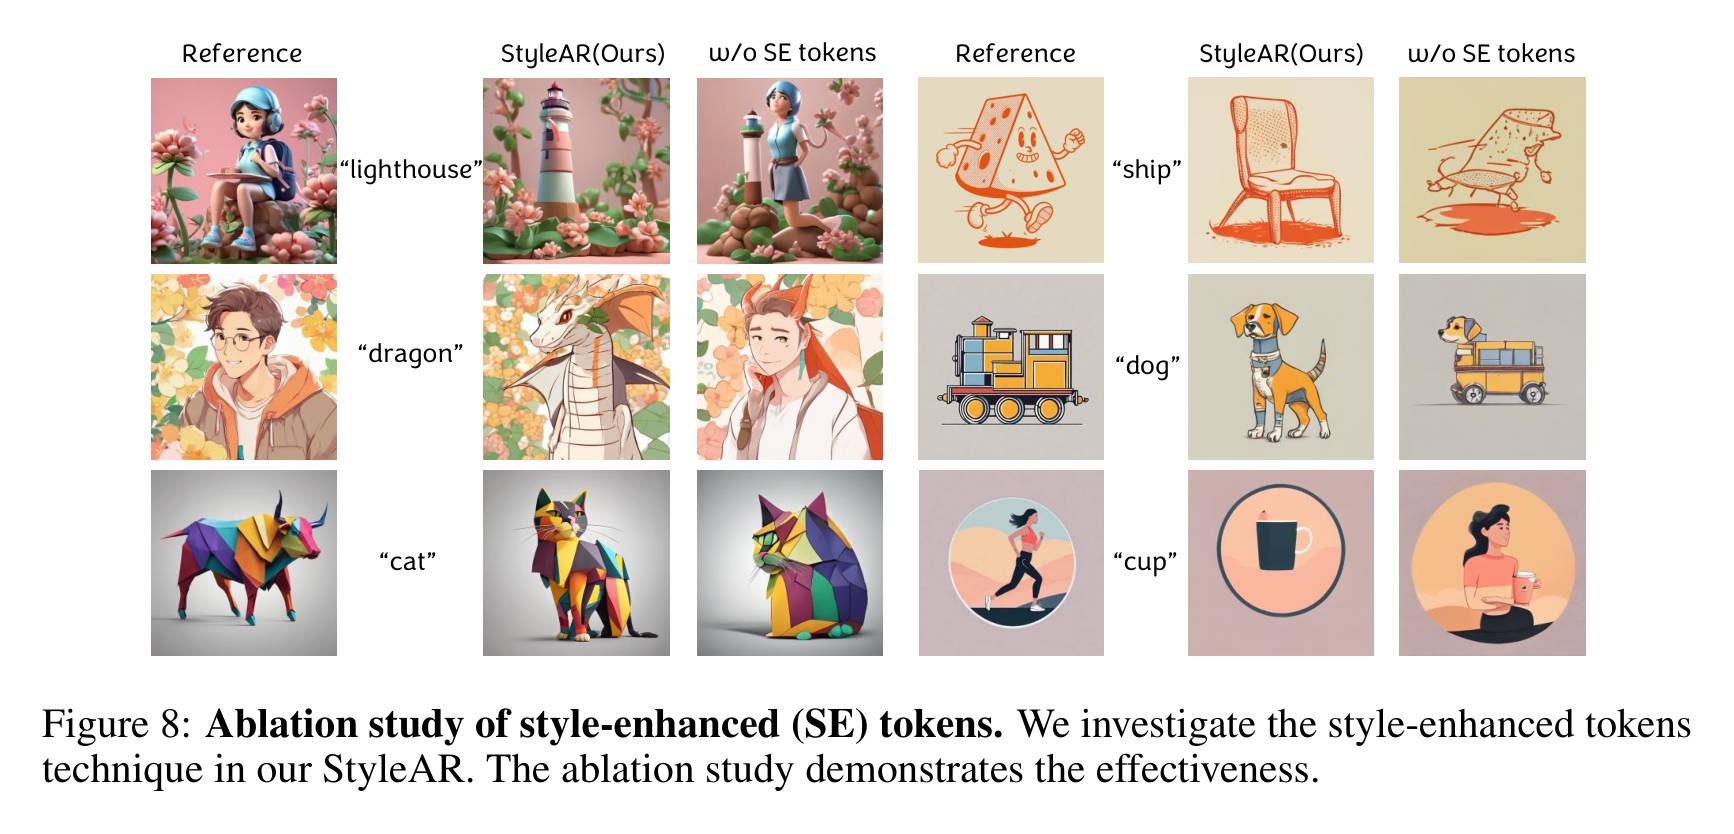 Reference StyleAR(Ours) w/o SE tokens Reference StyleAR(Ours) w/o SE tokens
“lighthouse” “ship”
“dragon” “dog”
“cat” “cup”
Figure 8: Ablation study of style-enhanced (SE) tokens. We investigate the style-enhanced tokens
technique in our StyleAR. The ablation study demonstrates the effectiveness.